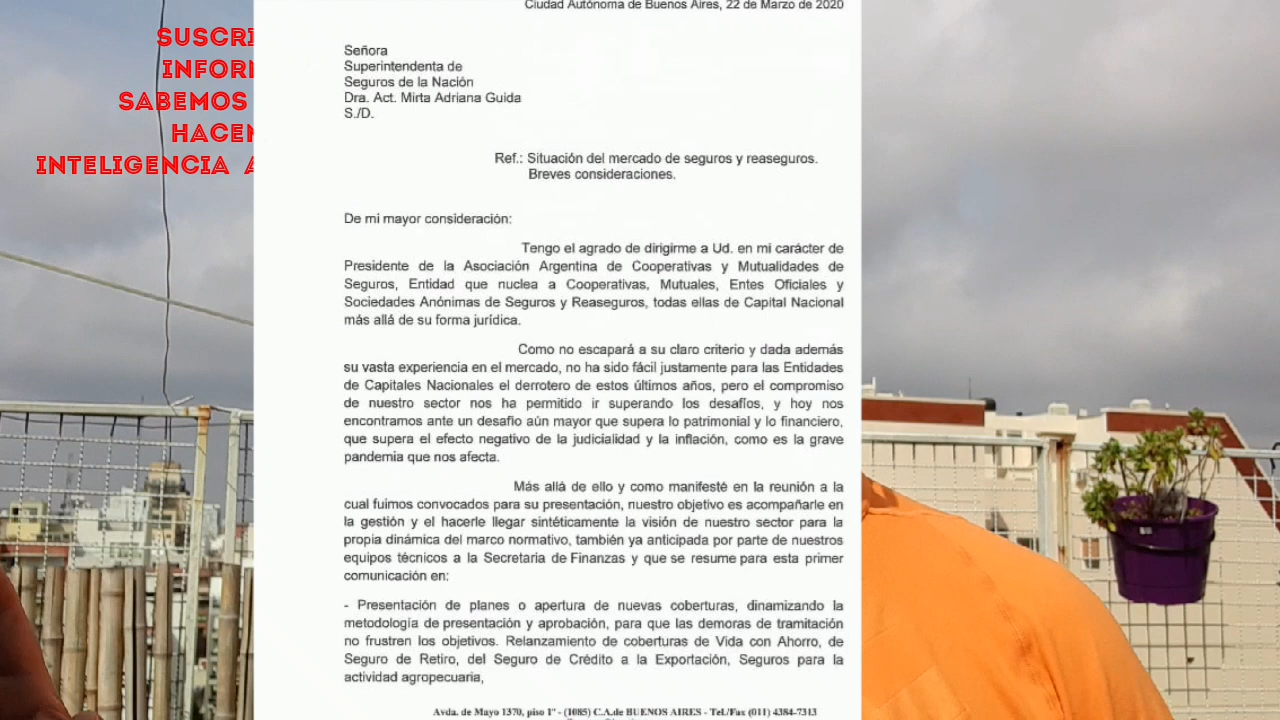 SUSCRI
INFOR
SABEMOS
HACE
INTELIGENCIA A
Ciudad Autónoma de Buenos Aires, 22 de Marzo de 2020
Señora
Superintendenta de
Seguros de la Nación
Dra. Act. Mirta Adriana Guida
S./D.
Ref.: Situación del mercado de seguros y reaseguros.
Breves consideraciones.
De mi mayor consideración:
Tengo el agrado de dirigirme a Ud. en mi carácter de
Presidente de la Asociación Argentina de Cooperativas y Mutualidades de
Seguros, Entidad que nuclea a Cooperativas, Mutuales, Entes Oficiales y
Sociedades Anónimas de Seguros y Reaseguros, todas ellas de Capital Nacional
más allá de su forma jurídica.
Como no escapará a su claro criterio y dada además
su vasta experiencia en el mercado, no ha sido fácil justamente para las Entidades
de Capitales Nacionales el derrotero de estos últimos años, pero el compromiso
de nuestro sector nos ha permitido ir superando los desafíos, y hoy nos
encontramos ante un desafio aún mayor que supera lo patrimonial y lo financiero,
que supera el efecto negativo de la judicialidad y la inflación, como es la grave
pandemia que nos afecta.
Más allá de ello y como manifesté en la reunión a la
cual fuimos convocados para su presentación, nuestro objetivo es acompañarle en
la gestión y el hacerle llegar sintéticamente la visión de nuestro sector para la
propia dinámica del marco normativo, también ya anticipada por parte de nuestros
equipos técnicos a la Secretaria de Finanzas y que se resume para esta primer
comunicación en:
- Presentación de planes o apertura de nuevas coberturas, dinamizando la
metodología de presentación y aprobación, para que las demoras de tramitación
no frustren los objetivos. Relanzamiento de coberturas de Vida con Ahorro, de
Seguro de Retiro, del Seguro de Crédito a la Exportación, Seguros para la
actividad agropecuaria,
Avda. de Mayo 1370, piso 1º - (1085) C.A.de BUENOS AIRES - Tel./Fax (011) 4384-7313